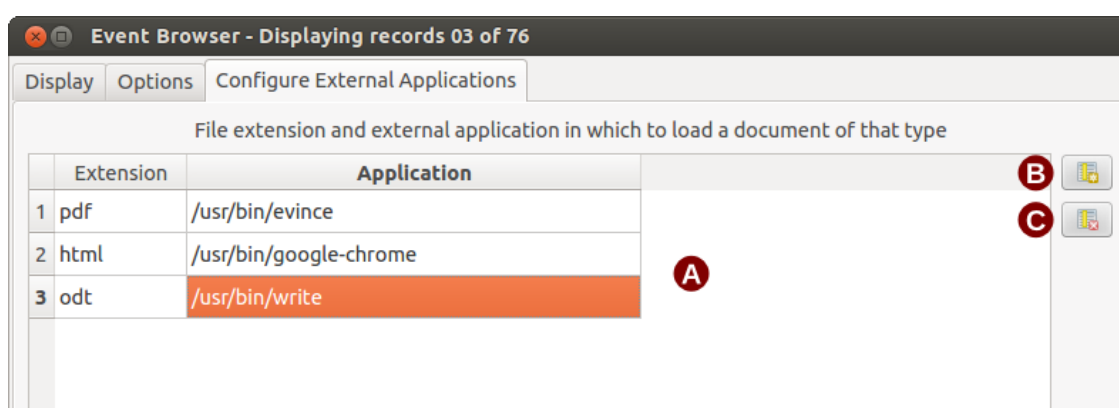 Event Browser - Displaying records 03 of 76
Display Options Configure External Applications
File extension and external application in which to load a document of that type
Extension Application B
1 pdf /usr/bin/evince C
2 html /usr/bin/google-chrome
A
3 odt /usr/bin/write